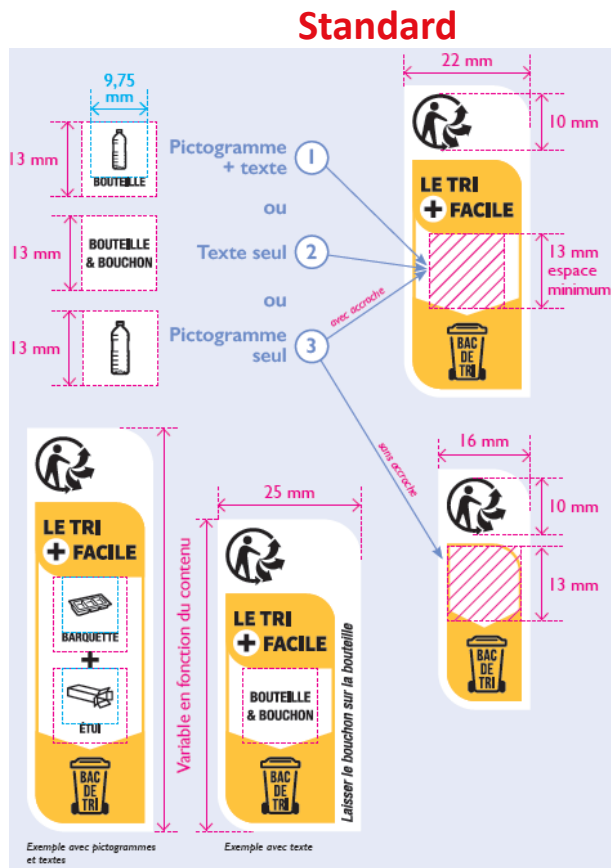 Standard
9,75
mm
13 mm
BOUTEILLE
Pictogramme
+ texte
1
ou
13 mm
BOUTEILLE
& BOUCHON
Texte seul
2
ou
13 mm
Pictogramme
seul
3
avec accroche
sans accroche
22 mm
10 mm
LE TRI
+ FACILE
13 mm
espace
minimum
BAC
DE
TRI
16 mm
10 mm
13 mm
BAC
DE
TRI
LE TRI
+ FACILE
BARQUETTE
+
ÉTUI
BAC
DE
TRI
Variable en fonction du contenu
25 mm
LE TRI
+ FACILE
BOUTEILLE
& BOUCHON
BAC
DE
TRI
Laisser le bouchon sur la bouteille
Exemple avec pictogrammes
et textes
Exemple avec texte